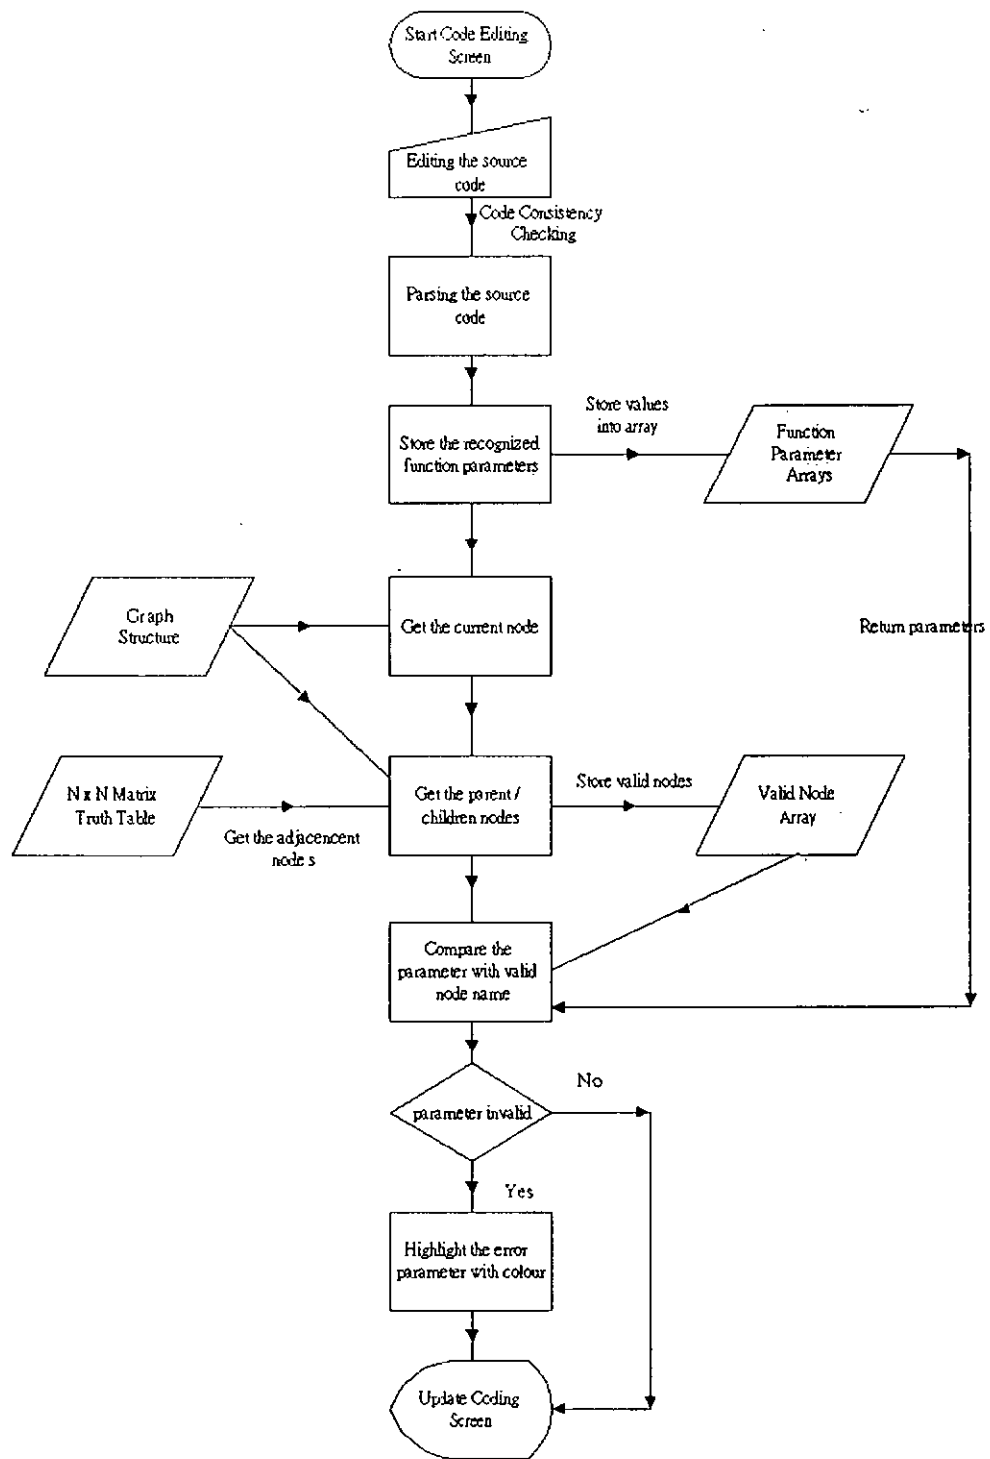 Start Code Editing
Screen
Editing the source
code
Code Consistency
Checking
Parsing the source
code
Store the recognized
function parameters
Store values
into array
Function
Parameter
Arrays
Graph
Structure
Get the current node
Return parameters
N x N Matrix
Truth Table
Get the adjacencent
node s
Get the parent /
children nodes
Store valid nodes
Valid Node
Array
Compare the
parameter with valid
node name
parameter invalid
No
Yes
Highlight the error
parameter with colour
Update Coding
Screen